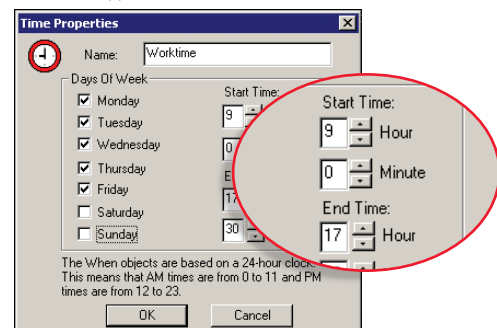 Time Properties
Name: Worktime
Days Of Week
Monday
Tuesday
Wednesday
Thursday
Friday
Saturday
Sunday
Start Time:
9
0
E
17
30
Start Time:
9 Hour
0 Minute
End Time:
17 Hour
The When objects are based on a 24-hour clock.
This means that AM times are from 0 to 11 and PM
times are from 12 to 23.
OK Cancel